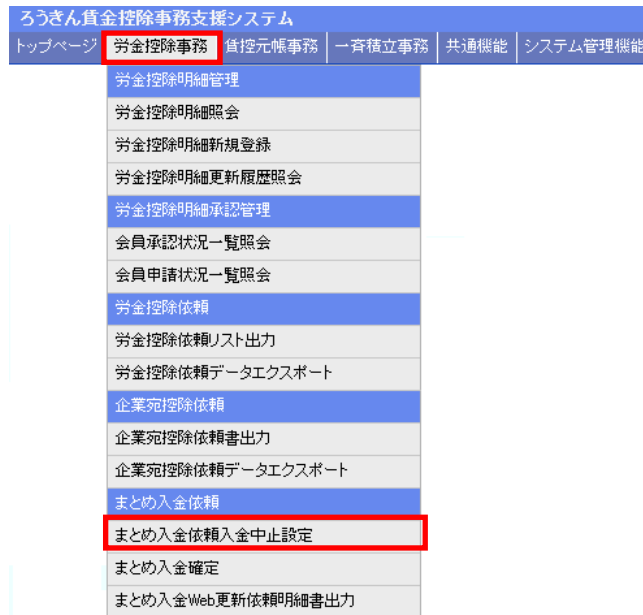 ろうきん賃金控除事務支援システム
トップページ 労金控除事務 賃控元帳事務 一斉積立事務 共通機能 システム管理機能
労金控除明細管理
労金控除明細照会
労金控除明細新規登録
労金控除明細更新履歴照会
労金控除明細承認管理
会員承認状況一覧照会
会員申請状況一覧照会
労金控除依頼
労金控除依頼リスト出力
労金控除依頼データエクスポート
企業宛控除依頼
企業宛控除依頼書出力
企業宛控除依頼データエクスポート
まとめ入金依頼
まとめ入金依頼入金中止設定
まとめ入金確定
まとめ入金Web更新依頼明細書出力